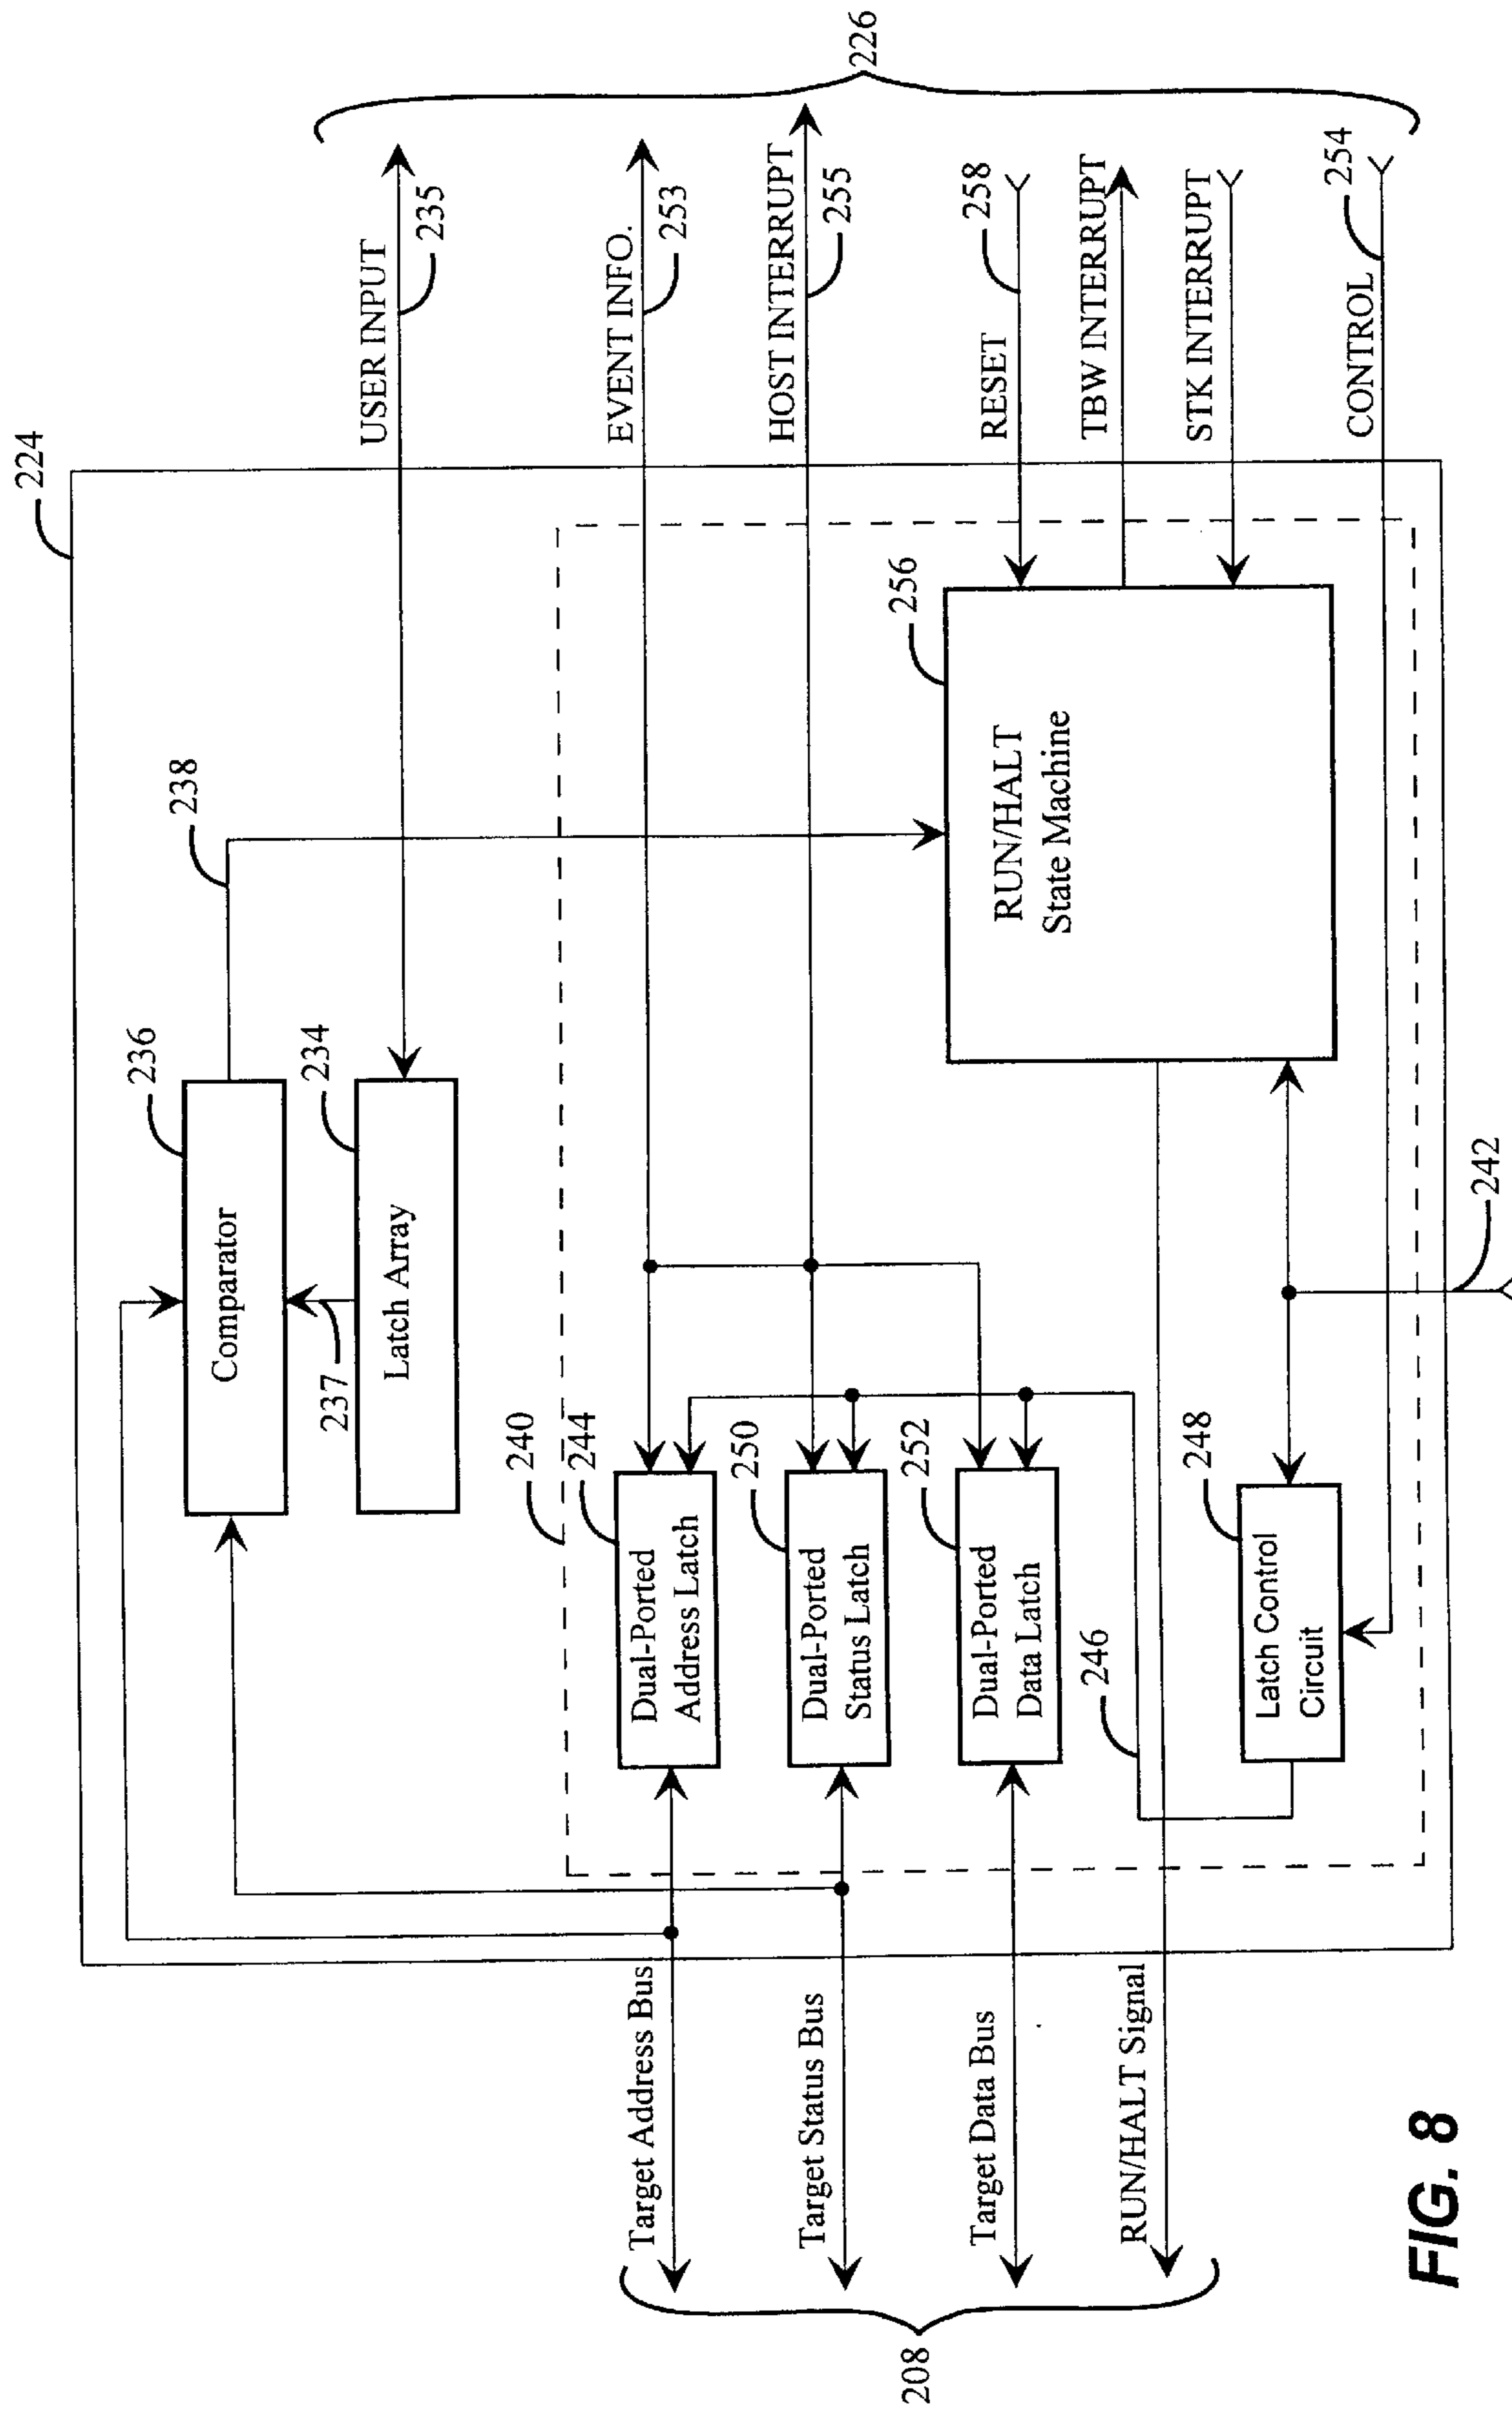 224
226
USER INPUT
235
EVENT INFO.
253
HOST INTERRUPT
255
RESET
258
TBW INTERRUPT
STK INTERRUPT
CONTROL
254
238
236
Comparator
237
234
Latch Array
240
244
Dual-Ported
Address Latch
250
Dual-Ported
Status Latch
252
Dual-Ported
Data Latch
246
248
Latch Control
Circuit
256
RUN/HALT
State Machine
242
Target Address Bus
Target Status Bus
Target Data Bus
RUN/HALT Signal
208
FIG. 8